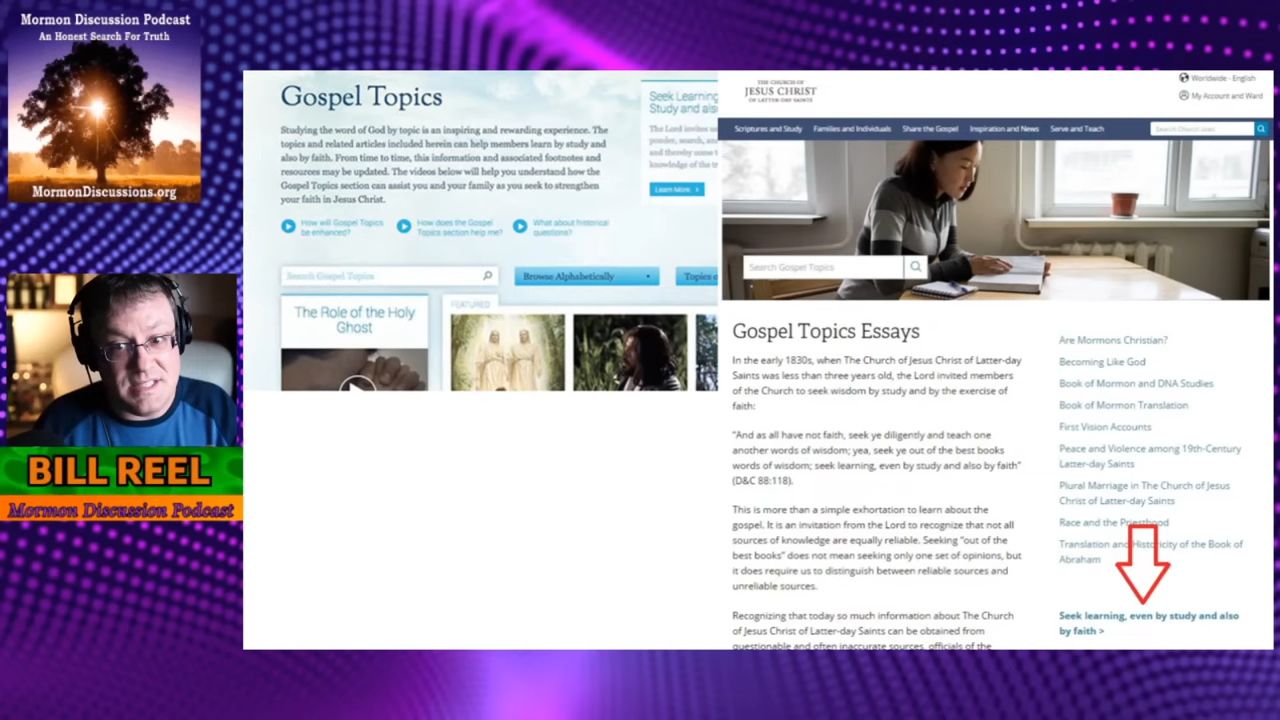 Mormon Discussion Podcast
An Honest Search For Truth
MormonDiscussions.org
BILL REEL
Mormon Discussion Podcast
Gospel Topics
Studying the word of God by topic is an inspiring and rewarding experience. The
topics and related articles included herein can help members learn by study and
also by faith. From time to time, this information and associated footnotes and
resources may be updated. The videos below will help you understand how the
Gospel Topics section can assist you and your family as you seek to strengthen
your faith in Jesus Christ.
How will Gospel Topics
be enhanced?
How does the Gospel
Topics section help me?
What about historical
questions?
Search Gospel Topics
Browse Alphabetically
Topics
The Role of the Holy
Ghost
FEATURED
Seek Learning
Study and als
The Lord invites
ponder, search, an
and thereby come t
knowledge of the tr
Learn More
THE CHURCH OF
JESUS CHRIST
OF LATTER-DAY SAINTS
Worldwide - English
My Account and Ward
Scriptures and Study
Families and Individuals
Share the Gospel
Inspiration and News
Serve and Teach
Search Gospel Topics
Gospel Topics Essays
In the early 1830s, when The Church of Jesus Christ of Latter-day
Saints was less than three years old, the Lord invited members
of the Church to seek wisdom by study and by the exercise of
faith:
"And as all have not faith, seek ye diligently and teach one
another words of wisdom; yea, seek ye out of the best books
words of wisdom; seek learning, even by study and also by faith"
(D&C 88:118).
This is more than a simple exhortation to learn about the
gospel. It is an invitation from the Lord to recognize that not all
sources of knowledge are equally reliable. Seeking "out of the
best books" does not mean seeking only one set of opinions, but
it does require us to distinguish between reliable sources and
unreliable sources.
Recognizing that today so much information about The Church
of Jesus Christ of Latter-day Saints can be obtained from
questionable and often inaccurate sources, officials of the
Are Mormons Christian?
Becoming Like God
Book of Mormon and DNA Studies
Book of Mormon Translation
First Vision Accounts
Peace and Violence among 19th-Century
Latter-day Saints
Plural Marriage in The Church of Jesus
Christ of Latter-day Saints
Race and the Priesthood
Translation and Historicity of the Book of
Abraham
Seek learning, even by study and also
by faith >